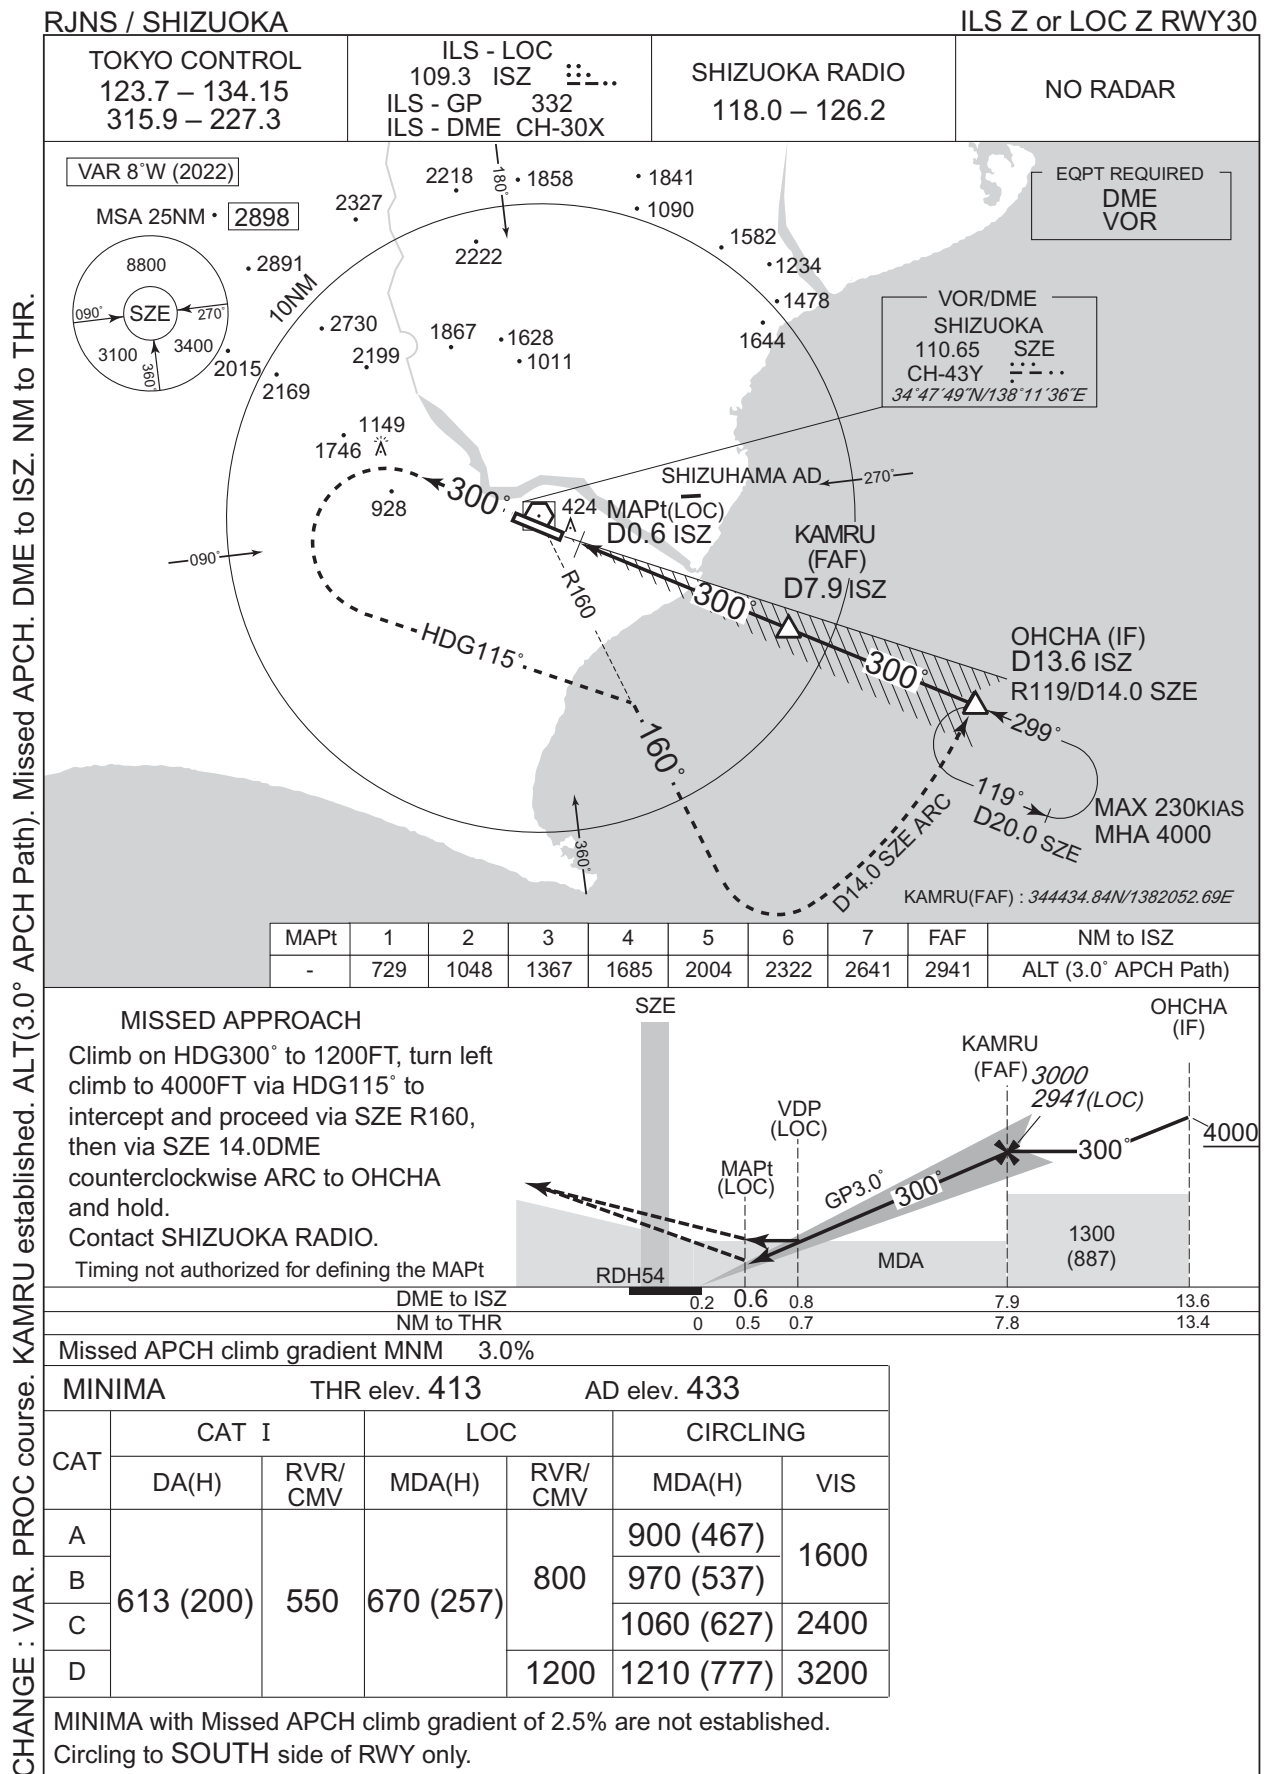 RJNS / SHIZUOKA
ILS Z or LOC Z RWY30
TOKYO CONTROL
123.7 – 134.15
315.9 – 227.3
ILS - LOC
109.3 ISZ
ILS - GP 332
ILS - DME CH-30X
SHIZUOKA RADIO
118.0 – 126.2
NO RADAR
VAR 8°W (2022)
MSA 25NM
2898
8800
090°
SZE
270°
3100
3400
360°
2891
2015
2169
2327
10NM
2730
2199
2218
180°
1858
2222
1867
1628
1011
1841
1090
1582
1234
1478
1644
EQPT REQUIRED
DME
VOR
VOR/DME
SHIZUOKA
110.65 SZE
CH-43Y
34°47´49˝N/138°11´36˝E
1149
1746
928
300°
424
SHIZUHAMA AD
270°
MAPt(LOC)
D0.6 ISZ
KAMRU
(FAF)
D7.9 ISZ
090°
R160
300°
HDG115°
300°
OHCHA (IF)
D13.6 ISZ
R119/D14.0 SZE
299°
160°
119°
D20.0 SZE
MAX 230KIAS
MHA 4000
D14.0 SZE ARC
360°
KAMRU(FAF) : 344434.84N/1382052.69E
MAPt 1 2 3 4 5 6 7 FAF NM to ISZ
- 729 1048 1367 1685 2004 2322 2641 2941 ALT (3.0° APCH Path)
MISSED APPROACH
Climb on HDG300° to 1200FT, turn left
climb to 4000FT via HDG115° to
intercept and proceed via SZE R160,
then via SZE 14.0DME
counterclockwise ARC to OHCHA
and hold.
Contact SHIZUOKA RADIO.
Timing not authorized for defining the MAPt
SZE
OHCHA
(IF)
KAMRU
(FAF)
3000
2941(LOC)
VDP
(LOC)
4000
300°
MAPt
(LOC)
GP3.0°
300°
1300
(887)
MDA
RDH54
DME to ISZ 0.2 0.6 0.8 7.9 13.6
NM to THR 0 0.5 0.7 7.8 13.4
Missed APCH climb gradient MNM 3.0%
MINIMA THR elev. 413 AD elev. 433
CAT
CAT I LOC CIRCLING
DA(H) RVR/CMV MDA(H) RVR/CMV MDA(H) VIS
A 900 (467)
1600
B 970 (537)
613 (200) 550 670 (257) 800
C 1060 (627) 2400
D 1200 1210 (777) 3200
MINIMA with Missed APCH climb gradient of 2.5% are not established.
Circling to SOUTH side of RWY only.
CHANGE : VAR. PROC course. KAMRU established. ALT(3.0° APCH Path). Missed APCH. DME to ISZ. NM to THR.